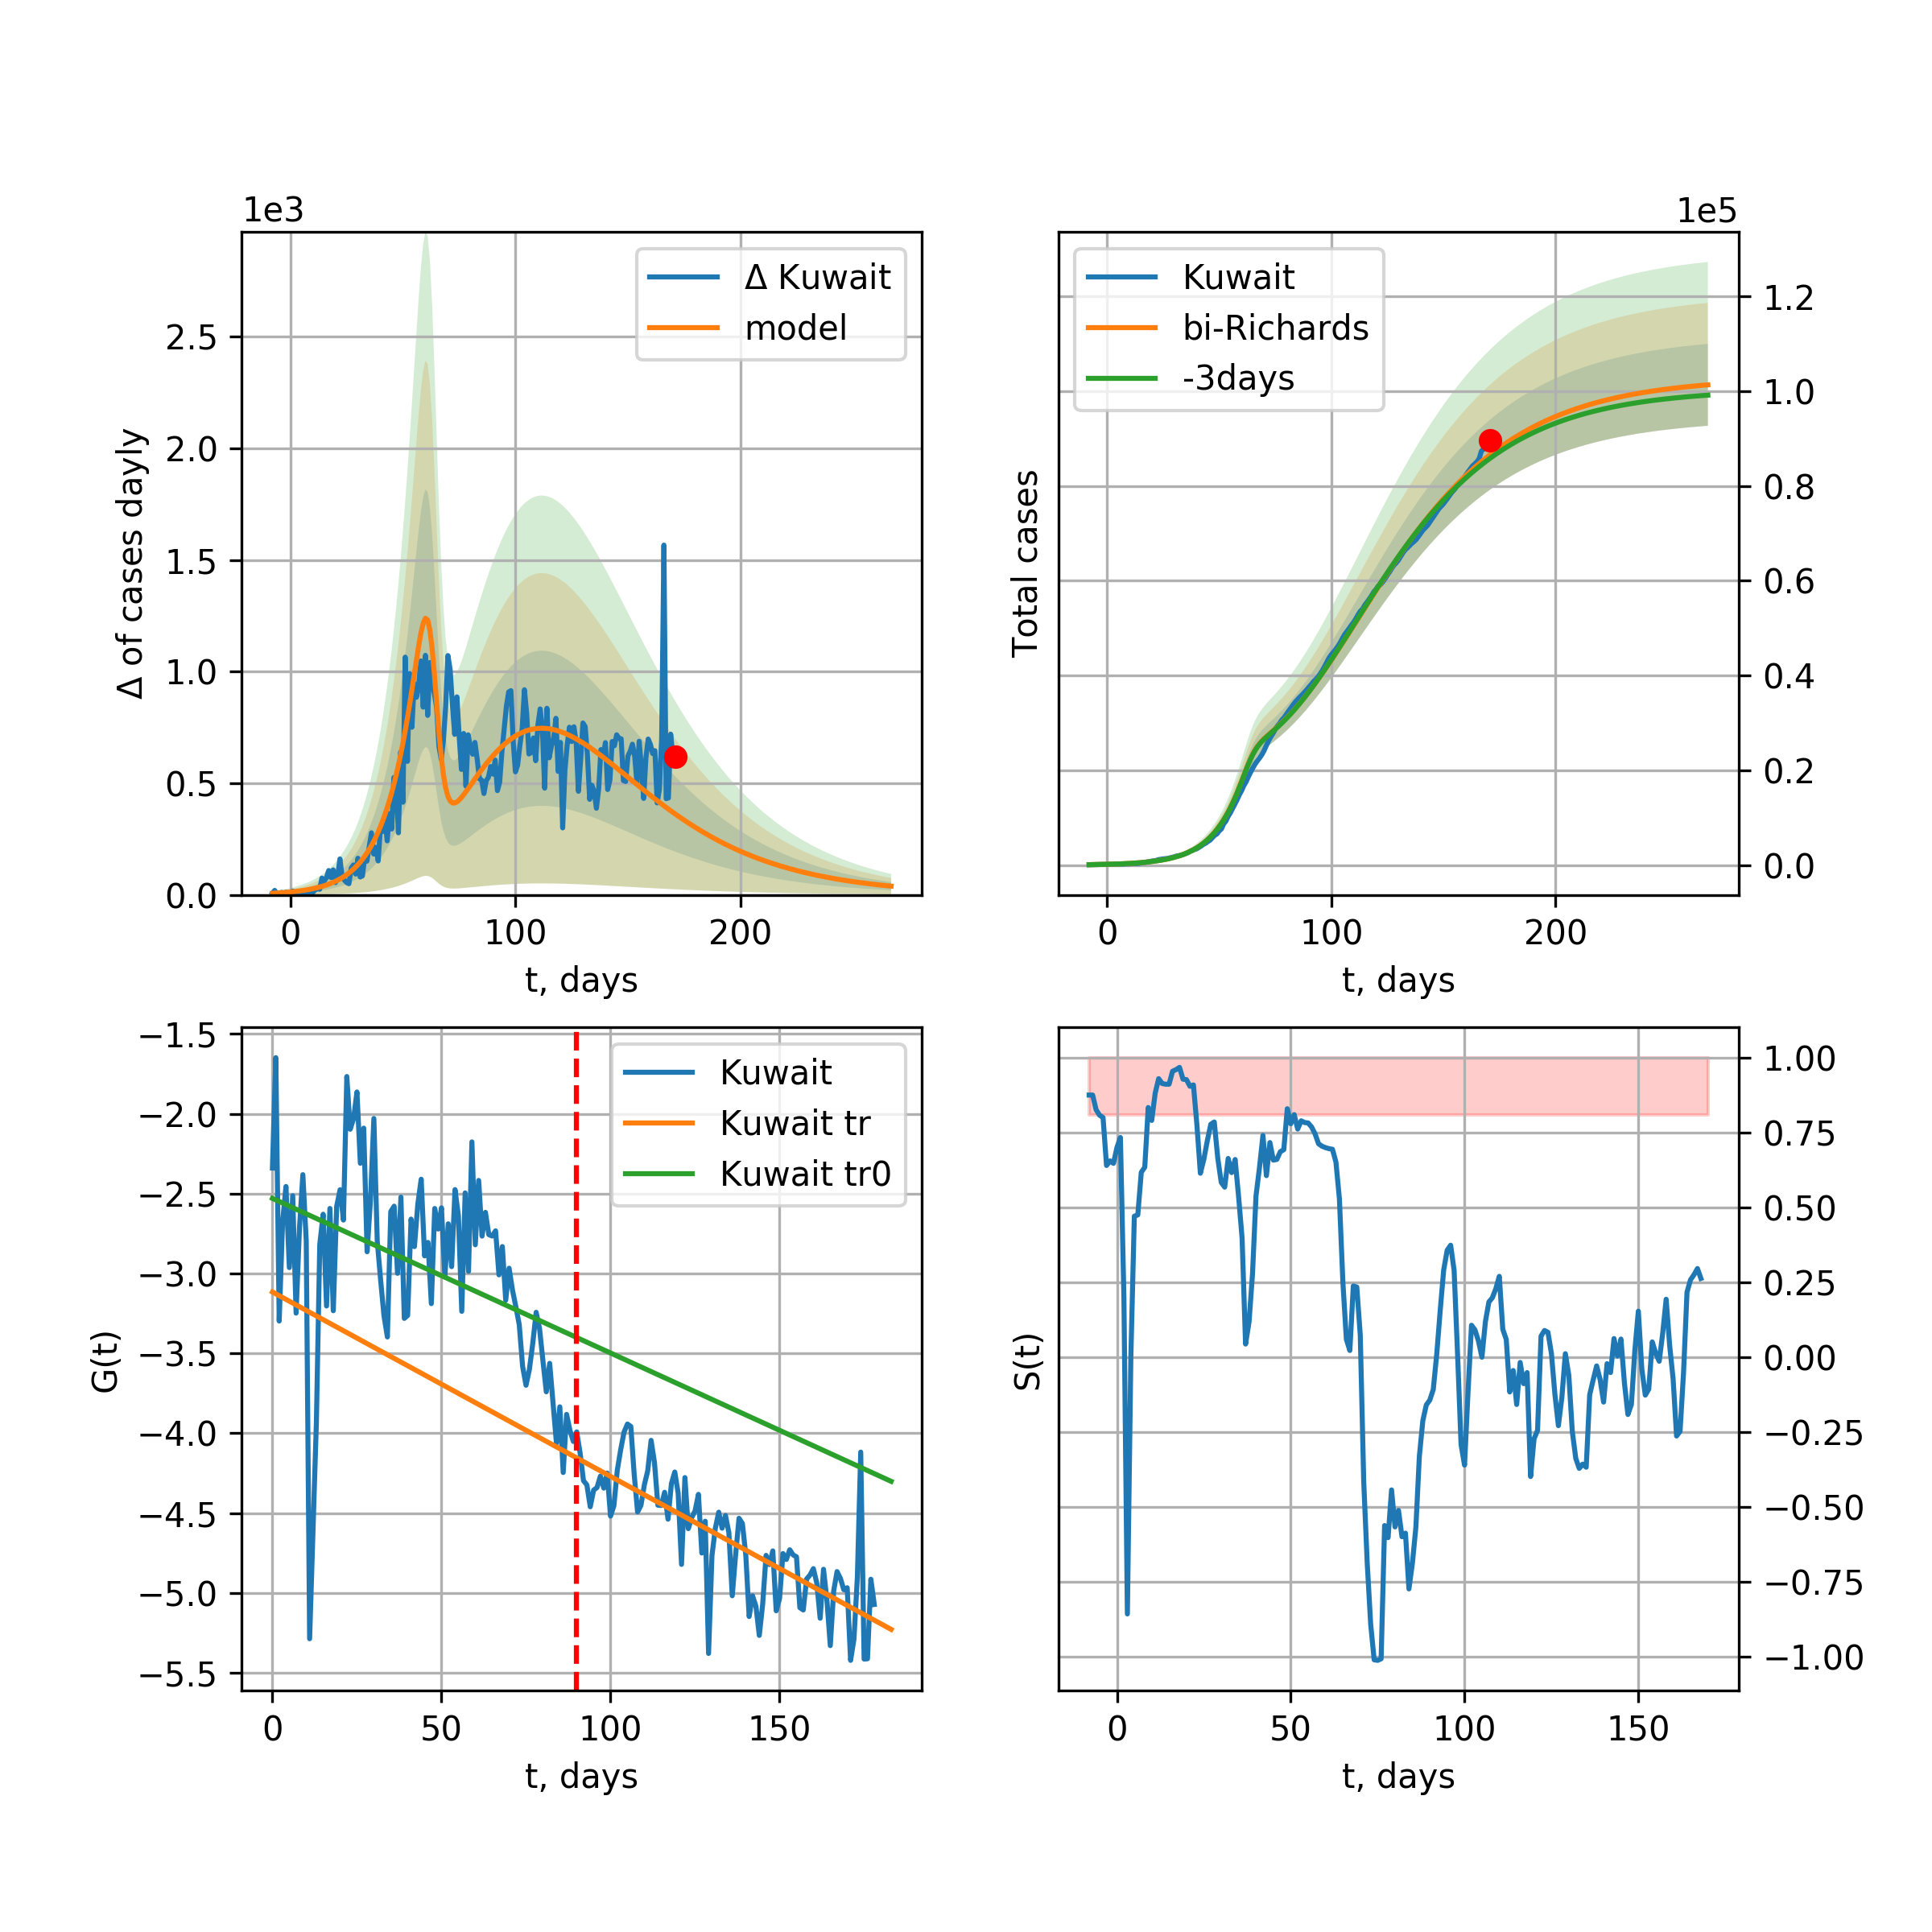 1e3
Δ of cases dayly
2.5
2.0
1.5
1.0
0.5
0.0
0 100 200
t, days
Δ Kuwait
model
1e5
Total cases
Kuwait
bi-Richards
-3days
1.2
1.0
0.8
0.6
0.4
0.2
0.0
0 100 200
t, days
G(t)
−1.5
−2.0
−2.5
−3.0
−3.5
−4.0
−4.5
−5.0
−5.5
0 50 100 150
t, days
Kuwait
Kuwait tr
Kuwait tr0
S(t)
1.00
0.75
0.50
0.25
0.00
−0.25
−0.50
−0.75
−1.00
0 50 100 150
t, days